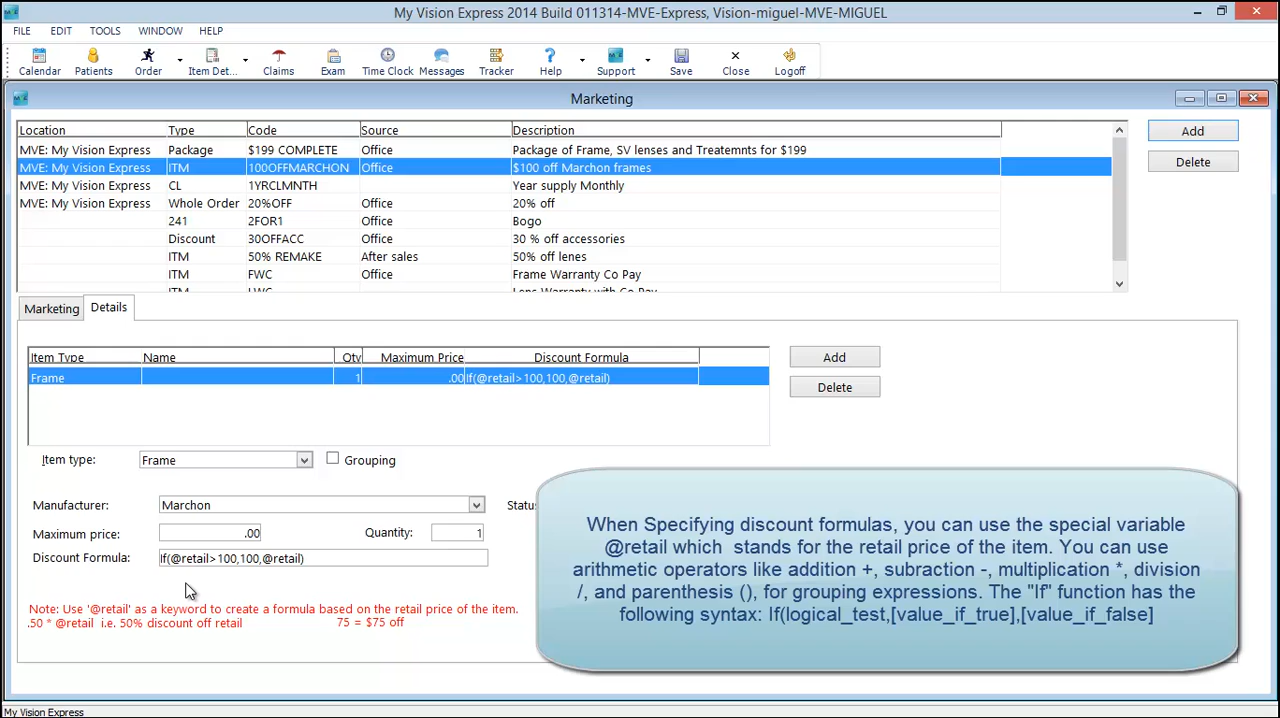 My Vision Express 2014 Build 011314-MVE-Express, Vision-miguel-MVE-MIGUEL
FILE EDIT TOOLS WINDOW HELP
Calendar Patients Order Item Det... Claims Exam Time Clock Messages Tracker Help Support Save Close Logoff
Marketing
Location Type Code Source Description
MVE: My Vision Express Package $199 COMPLETE Office Package of Frame, SV lenses and Treatemnts for $199
MVE: My Vision Express ITM 100OFFMARCHON Office $100 off Marchon frames
MVE: My Vision Express CL 1YRCLMNTH Year supply Monthly
MVE: My Vision Express Whole Order 20%OFF Office 20% off
241 2FOR1 Office Bogo
Discount 30OFFACC Office 30 % off accessories
ITM 50% REMAKE After sales 50% off lenes
ITM FWC Office Frame Warranty Co Pay
ITM LWC Lens Warranty with Co Pay
Add
Delete
Marketing Details
Item Type Name Qty Maximum Price Discount Formula
Frame 1 .00 If(@retail>100,100,@retail)
Add
Delete
Item type: Frame Grouping
Manufacturer: Marchon Status
Maximum price: .00 Quantity: 1
Discount Formula: If(@retail>100,100,@retail)
Note: Use '@retail' as a keyword to create a formula based on the retail price of the item.
.50 * @retail i.e. 50% discount off retail 75 = $75 off
When Specifying discount formulas, you can use the special variable
@retail which stands for the retail price of the item. You can use
arithmetic operators like addition +, subraction -, multiplication *, division
/, and parenthesis (), for grouping expressions. The "If" function has the
following syntax: If(logical_test,[value_if_true],[value_if_false]
My Vision Express